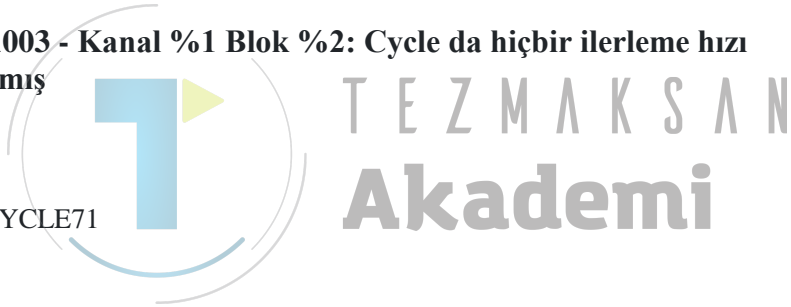 1003 - Kanal %1 Blok %2: Cycle da hiçbir ilerleme hızı
mış
TEZMAKSAN
Akademi
YCLE71